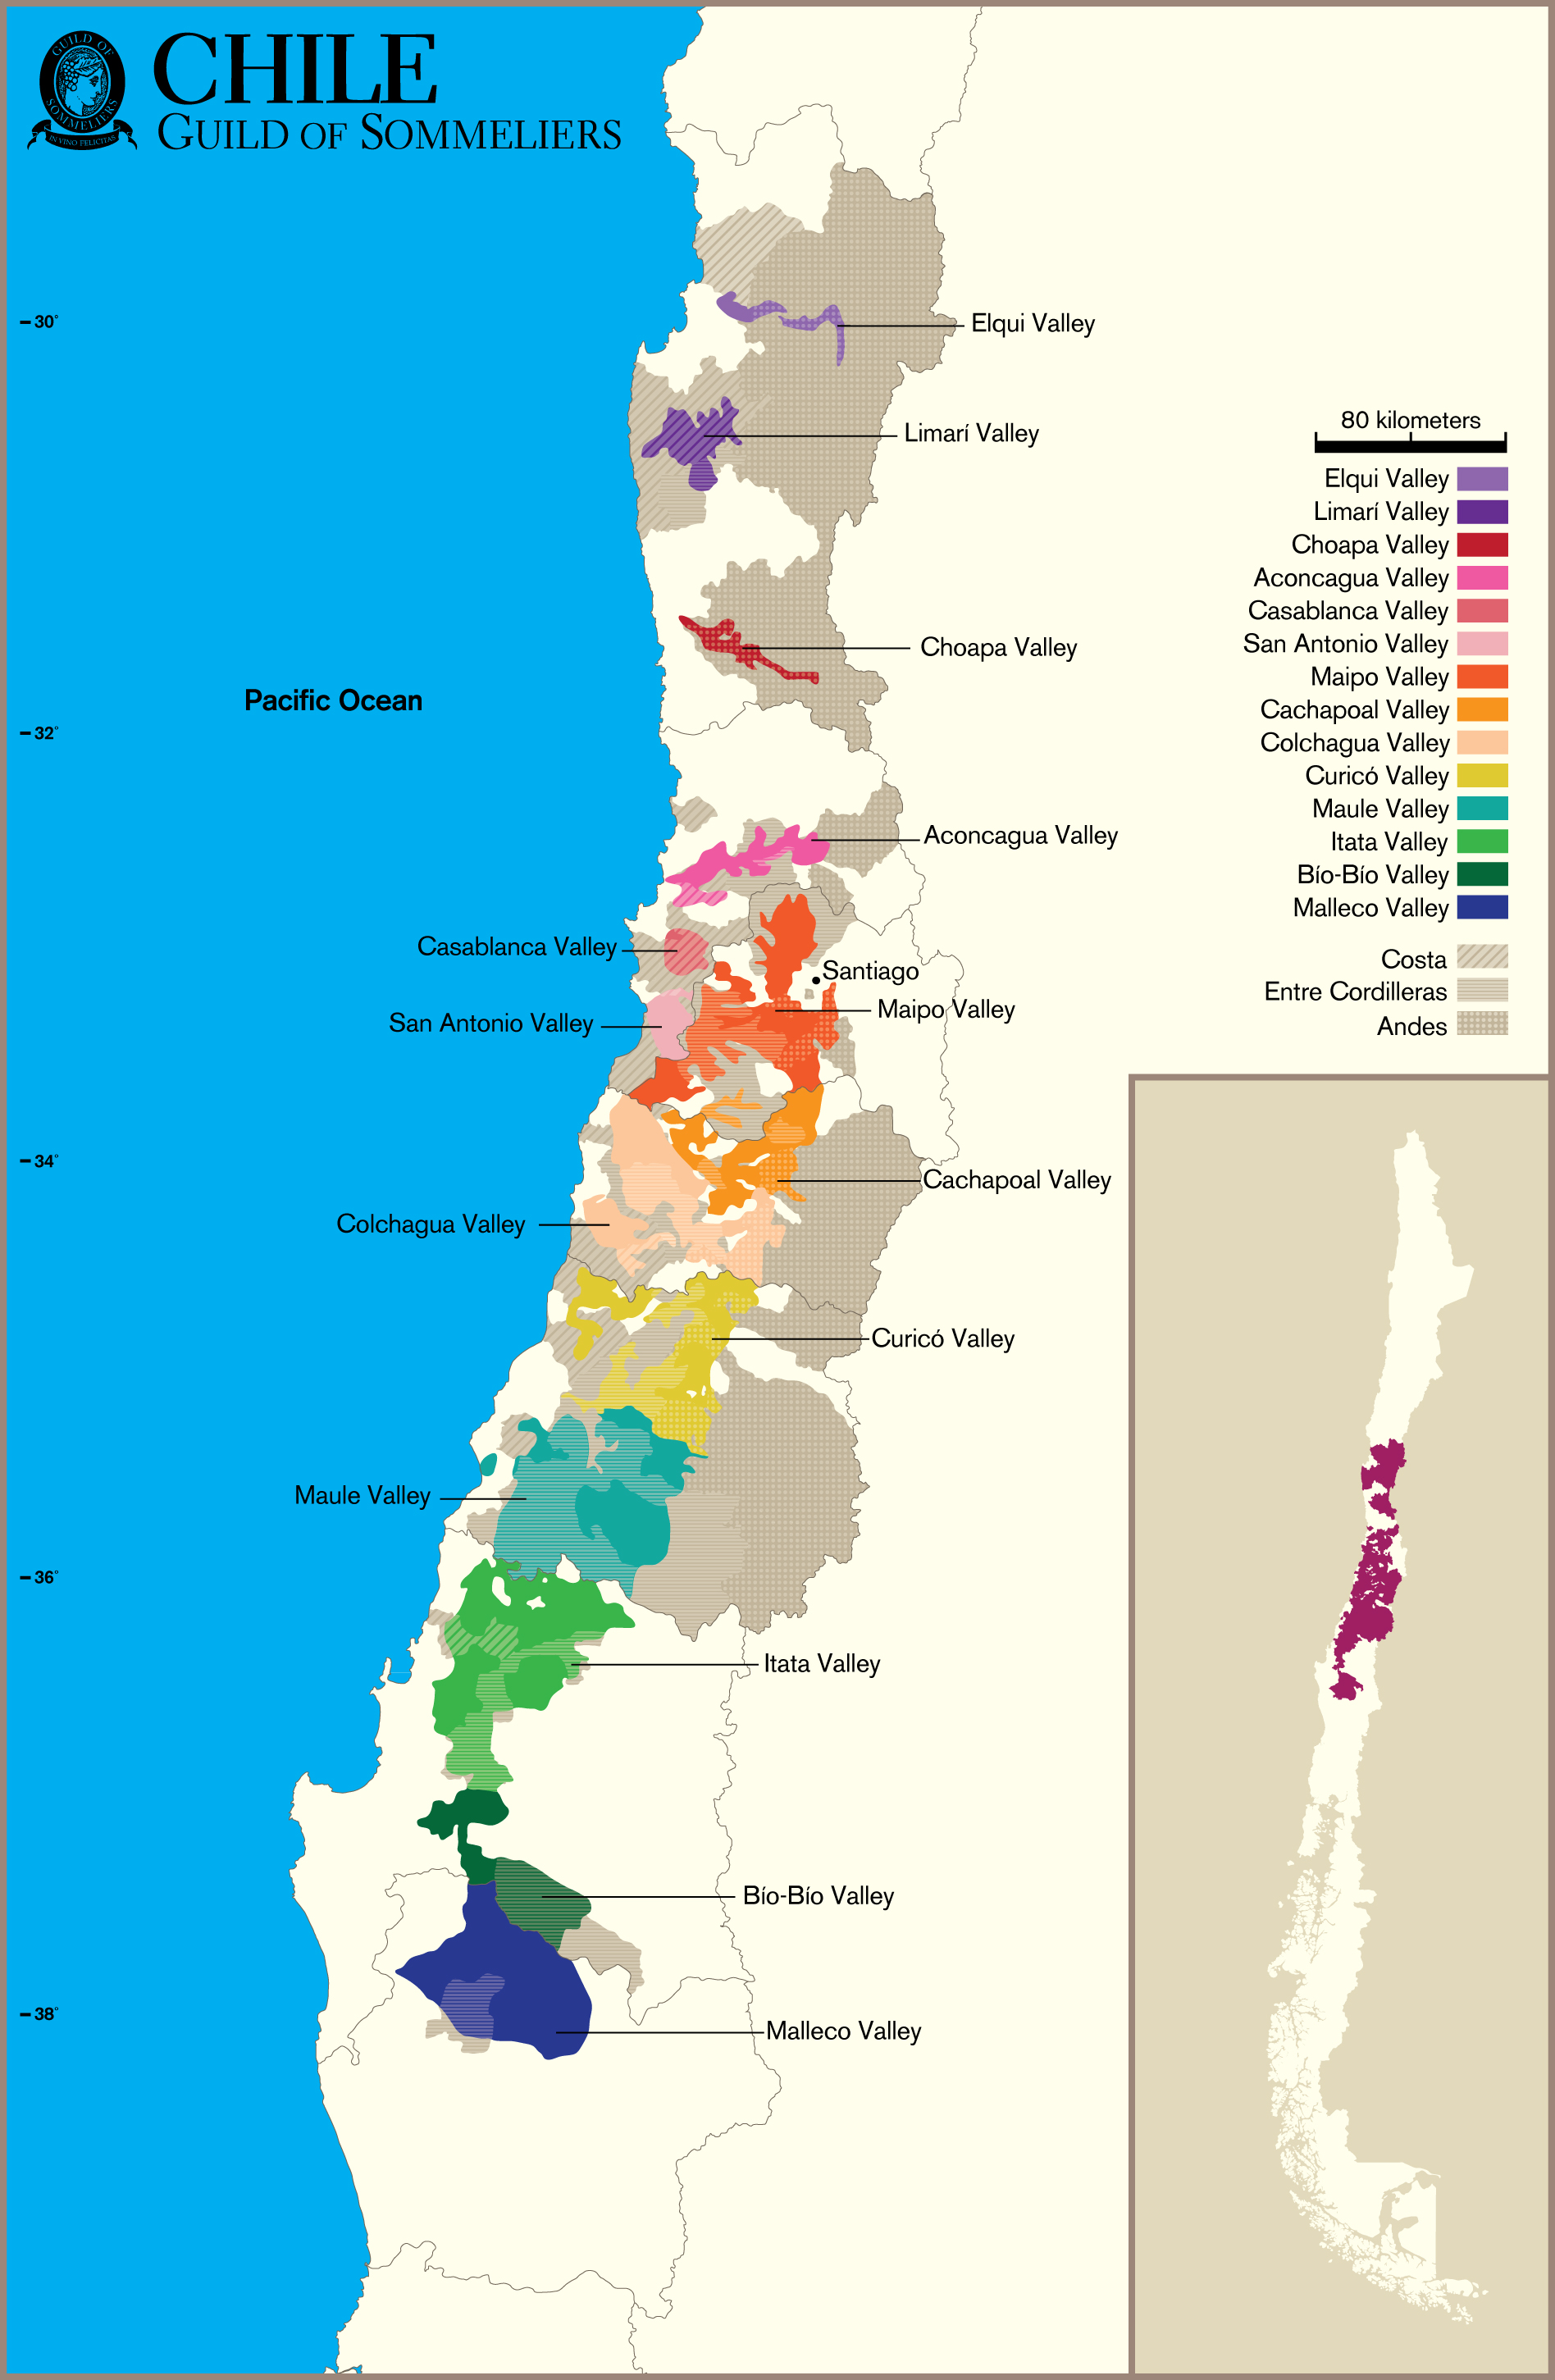 GUILD OF
SOMMELIERS
IN VINO FELICITAS
CHILE
GUILD OF SOMMELIERS
-30°
Elqui Valley
Limarí Valley
Choapa Valley
Pacific Ocean
-32°
Aconcagua Valley
Casablanca Valley
Santiago
San Antonio Valley
Maipo Valley
-34°
Cachapoal Valley
Colchagua Valley
Curicó Valley
Maule Valley
-36°
Itata Valley
Bío-Bío Valley
-38°
Malleco Valley
80 kilometers
Elqui Valley
Limarí Valley
Choapa Valley
Aconcagua Valley
Casablanca Valley
San Antonio Valley
Maipo Valley
Cachapoal Valley
Colchagua Valley
Curicó Valley
Maule Valley
Itata Valley
Bío-Bío Valley
Malleco Valley
Costa
Entre Cordilleras
Andes